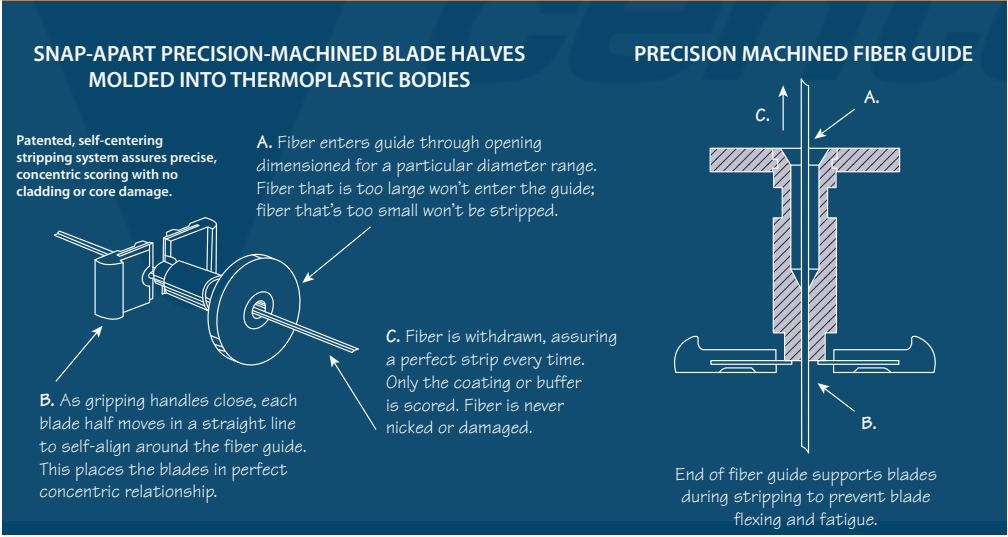 SNAP-APART PRECISION-MACHINED BLADE HALVES
MOLDED INTO THERMOPLASTIC BODIES
Patented, self-centering
stripping system assures precise,
concentric scoring with no
cladding or core damage.
A. Fiber enters guide through opening
dimensioned for a particular diameter range.
Fiber that is too large won't enter the guide;
fiber that's too small won't be stripped.
C. Fiber is withdrawn, assuring
a perfect strip every time.
Only the coating or buffer
is scored. Fiber is never
nicked or damaged.
B. As gripping handles close, each
blade half moves in a straight line
to self-align around the fiber guide.
This places the blades in perfect
concentric relationship.
PRECISION MACHINED FIBER GUIDE
A.
C.
B.
End of fiber guide supports blades
during stripping to prevent blade
flexing and fatigue.